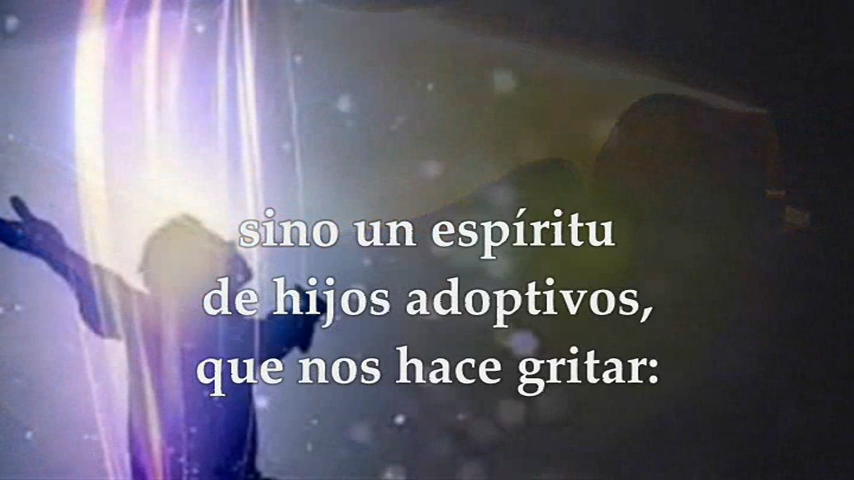 sino un espíritu
de hijos adoptivos,
que nos hace gritar: